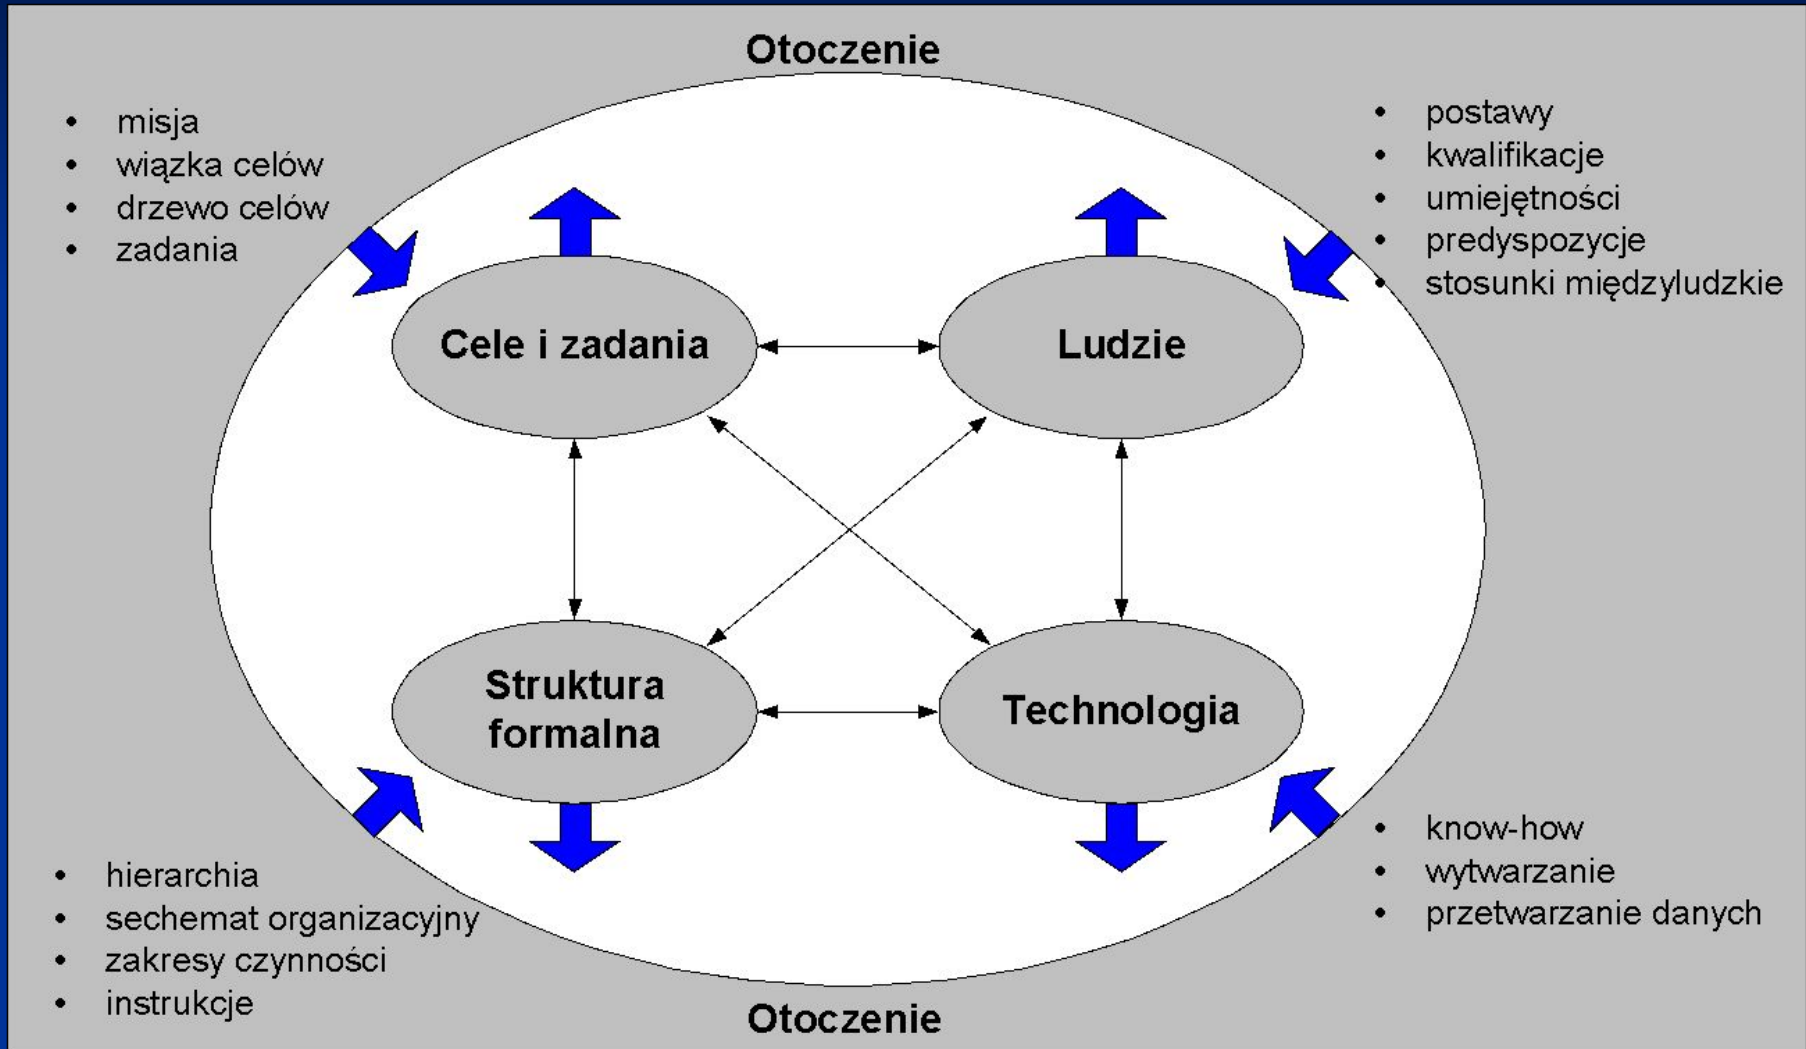 Otoczenie
• misja
• wiązka celów
• drzewo celów
• zadania
• postawy
• kwalifikacje
• umiejętności
• predyspozycje
• stosunki międzyludzkie
Cele i zadania
Ludzie
Struktura
formalna
Technologia
• hierarchia
• sechemat organizacyjny
• zakresy czynności
• instrukcje
• know-how
• wytwarzanie
• przetwarzanie danych
Otoczenie